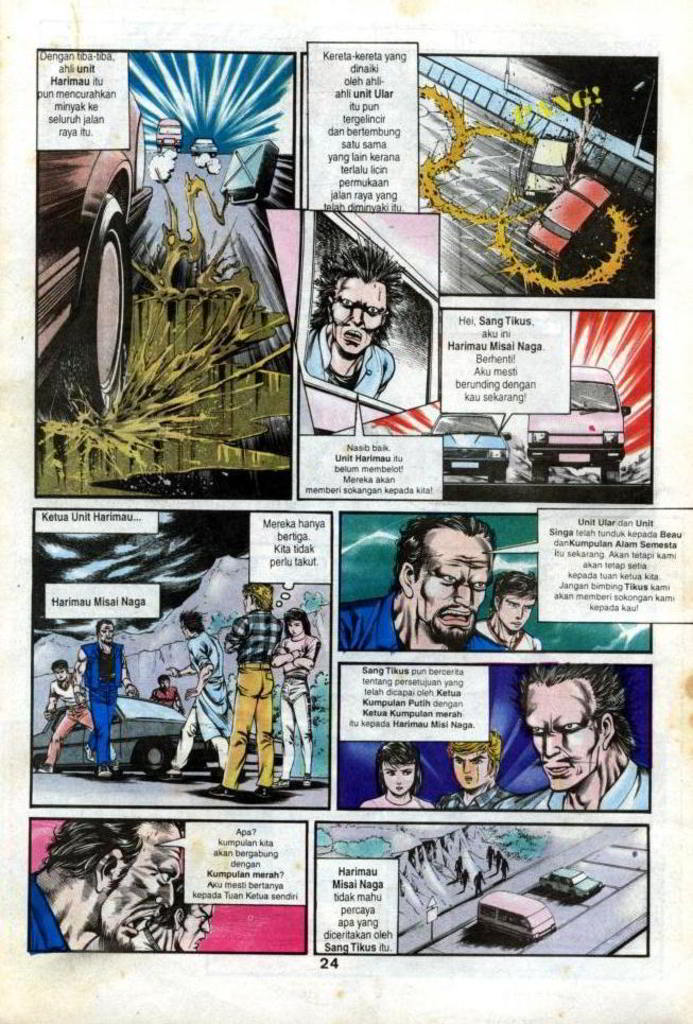 Dengan tiba-tiba,
ahli unit
Harimau itu
pun mencurahkan
minyak ke
seluruh jalan
raya itu.
Kereta-kereta yang
dinaiki
oleh ahli-
ahli unit Ular
itu pun
tergelincir
dan bertembung
satu sama
yang lain kerana
terlalu licin
permukaan
jalan raya yang
telah diminyaki itu.
PANG!
Hei, Sang Tikus,
aku ini
Harimau Misai Naga.
Berhenti!
Aku mesti
berunding dengan
kau sekarang!
Nasib baik.
Unit Harimau itu
belum membelot!
Mereka akan
memberi sokongan kepada kita!
Ketua Unit Harimau...
Harimau Misai Naga
Mereka hanya
bertiga.
Kita tidak
perlu takut.
Unit Ular dan Unit
Singa telah tunduk kepada Beau
danKumpulan Alam Semesta
itu sekarang. Akan tetapi kami
akan tetap setia
kepada tuan ketua kita.
Jangan bimbing Tikus kami
akan memberi sokongan kami
kepada kau!
Sang Tikus pun bercerita
tentang persetujuan yang
telah dicapai oleh Ketua
Kumpulan Putih dengan
Ketua Kumpulan merah
itu kepada Harimau Misi Naga.
Apa?
kumpulan kita
akan bergabung
dengan
Kumpulan merah?
Aku mesti bertanya
kepada Tuan Ketua sendiri
Harimau
Misai Naga
tidak mahu
percaya
apa yang
diceritakan oleh
Sang Tikus itu.
24